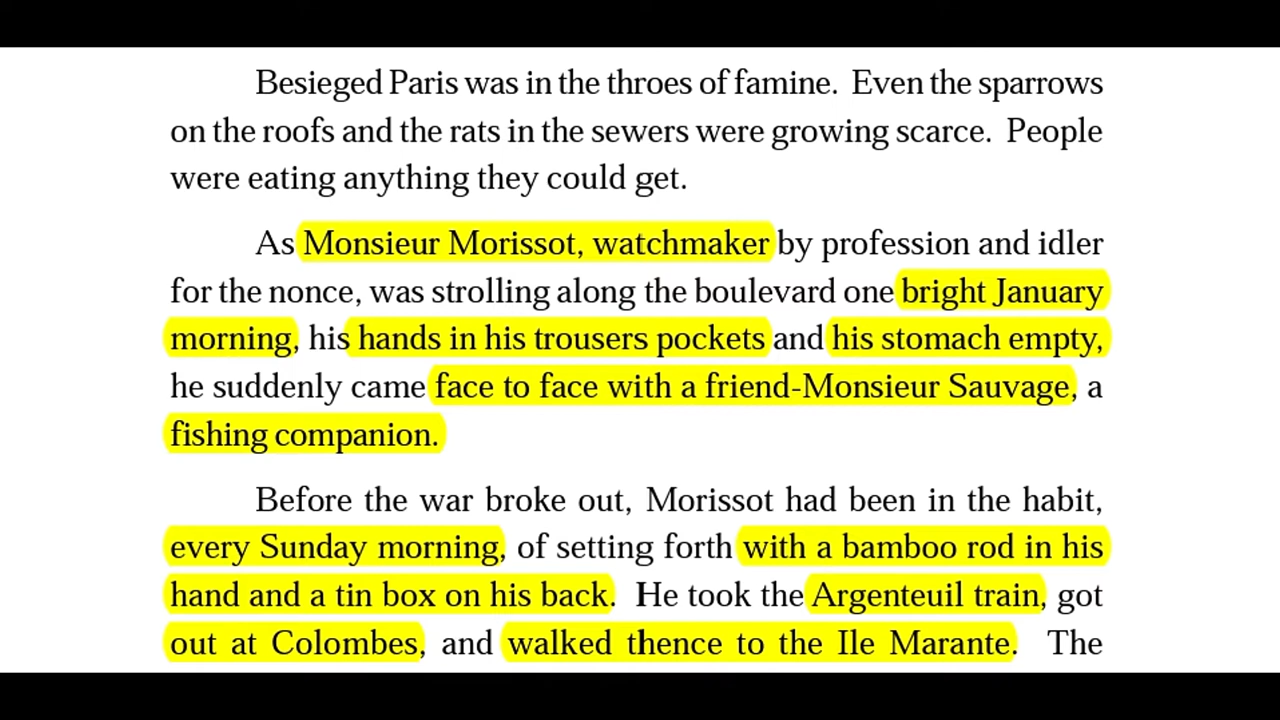 Besieged Paris was in the throes of famine.  Even the sparrows
on the roofs and the rats in the sewers were growing scarce.  People
were eating anything they could get.
As Monsieur Morissot, watchmaker by profession and idler
for the nonce, was strolling along the boulevard one bright January
morning, his hands in his trousers pockets and his stomach empty,
he suddenly came face to face with a friend-Monsieur Sauvage, a
fishing companion.
Before the war broke out, Morissot had been in the habit,
every Sunday morning, of setting forth with a bamboo rod in his
hand and a tin box on his back.  He took the Argenteuil train, got
out at Colombes, and walked thence to the Ile Marante.  The